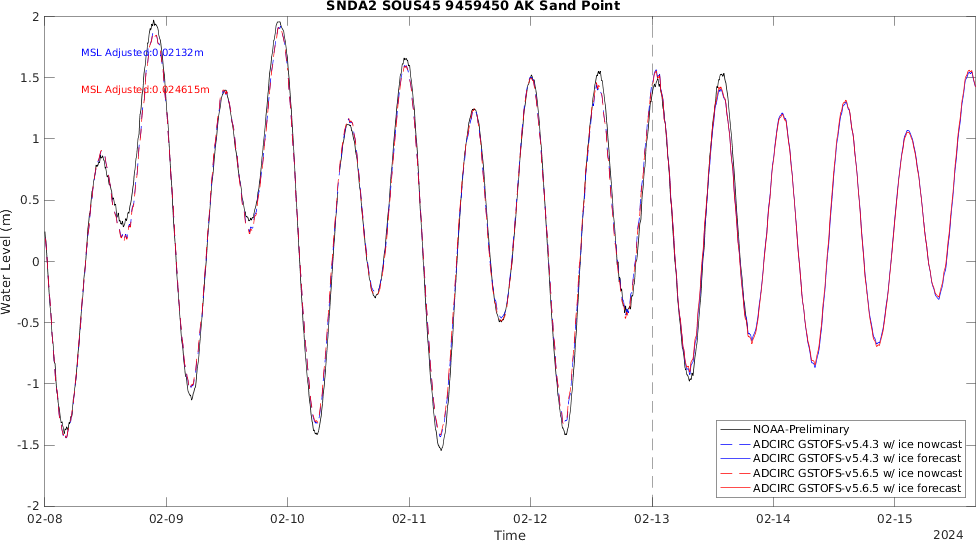 SNDA2 SOUS45 9459450 AK Sand Point
MSL Adjusted:0.02132m
MSL Adjusted:0.024615m
Water Level (m)
2
1.5
1
0.5
0
-0.5
-1
-1.5
-2
NOAA-Preliminary
ADCIRC GSTOFS-v5.4.3 w/ ice nowcast
ADCIRC GSTOFS-v5.4.3 w/ ice forecast
ADCIRC GSTOFS-v5.6.5 w/ ice nowcast
ADCIRC GSTOFS-v5.6.5 w/ ice forecast
02-08 02-09 02-10 02-11 02-12 02-13 02-14 02-15
Time
2024